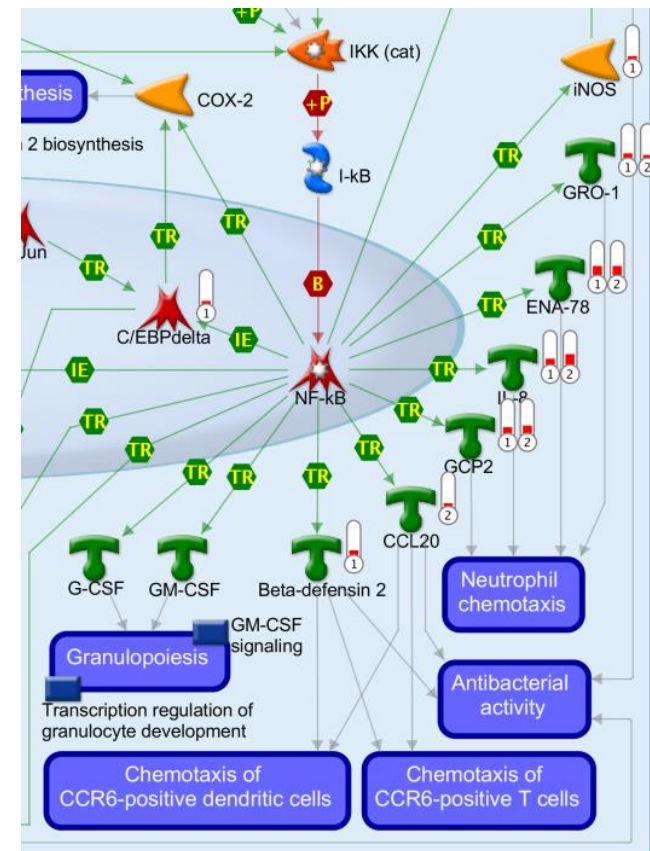 +P
IKK (cat)
1
iNOS
thesis
COX-2
+P
2 biosynthesis
TR
1
2
I-kB
GRO-1
TR
TR
TR
Jun
TR
B
1
2
1
ENA-78
TR
C/EBPdelta
IE
1
2
IE
TR
NF-kB
IL-8
TR
TR
TR
TR
1
2
GCP2
TR
TR
TR
TR
2
CCL20
1
G-CSF
GM-CSF
Beta-defensin 2
Neutrophil
chemotaxis
GM-CSF
signaling
Granulopoiesis
Antibacterial
activity
Transcription regulation of
granulocyte development
Chemotaxis of
CCR6-positive dendritic cells
Chemotaxis of
CCR6-positive T cells